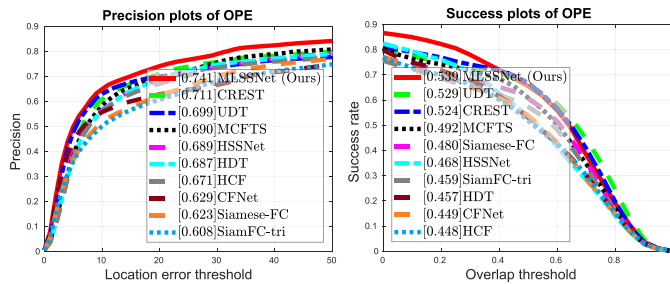 Precision plots of OPE
0.9
0.8
0.7
0.6
0.5
0.4
0.3
0.2
0.1
0
Precision
[0.741]MLSSNet (Ours)
[0.711]CREST
[0.699]UDT
[0.690]MCFTS
[0.689]HSSNet
[0.687]HDT
[0.671]HCF
[0.629]CFNet
[0.623]Siamese-FC
[0.608]SiamFC-tri
0 10 20 30 40 50
Location error threshold
Success plots of OPE
0.9
0.8
0.7
0.6
0.5
0.4
0.3
0.2
0.1
0
Success rate
[0.539]MLSSNet (Ours)
[0.529]UDT
[0.524]CREST
[0.492]MCFTS
[0.480]Siamese-FC
[0.468]HSSNet
[0.459]SiamFC-tri
[0.457]HDT
[0.449]CFNet
[0.448]HCF
0 0.2 0.4 0.6 0.8
Overlap threshold